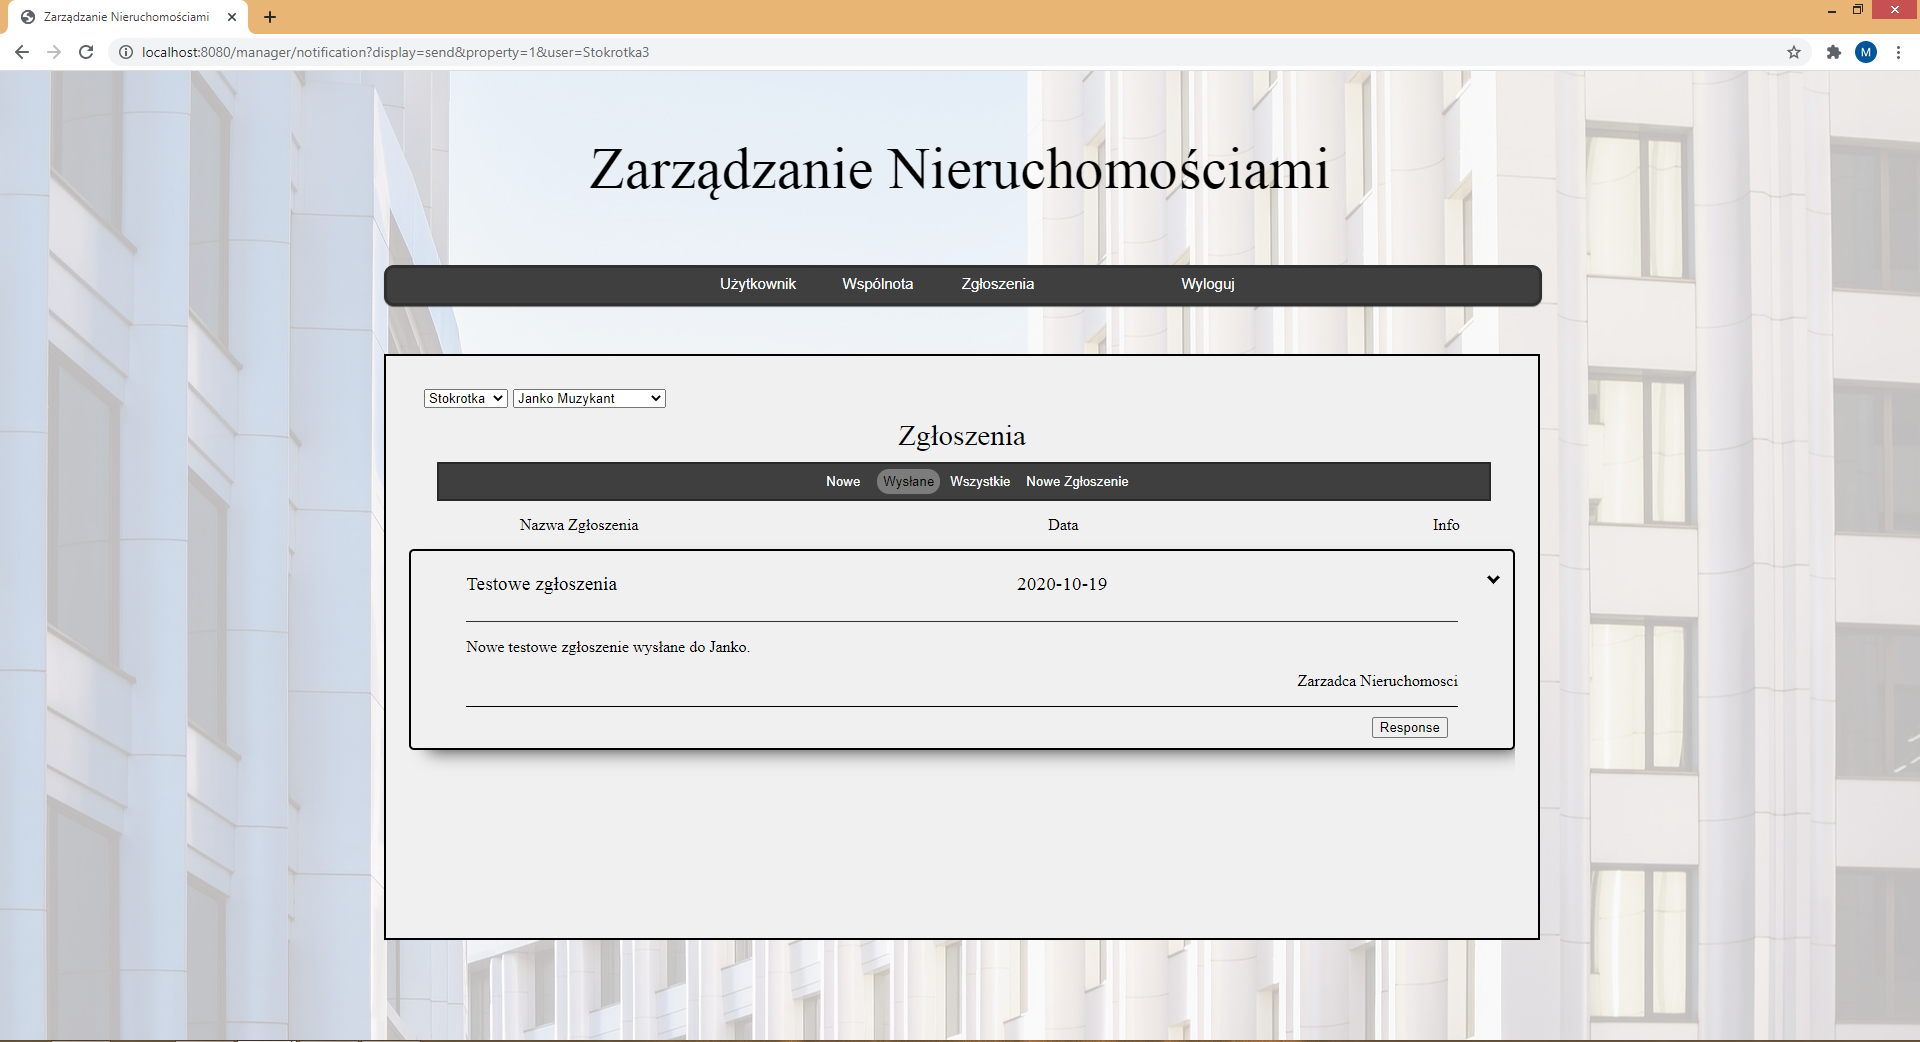 Zarządzanie Nieruchomościami
localhost:8080/manager/notification?display=send&property=1&user=Stokrotka3
M
Zarządzanie Nieruchomościami
Użytkownik Wspólnota Zgłoszenia Wyloguj
Stokrotka Janko Muzykant
Zgłoszenia
Nowe Wysłane Wszystkie Nowe Zgłoszenie
Nazwa Zgłoszenia Data Info
Testowe zgłoszenia 2020-10-19
Nowe testowe zgłoszenie wysłane do Janko.
Zarzadca Nieruchomosci
Response